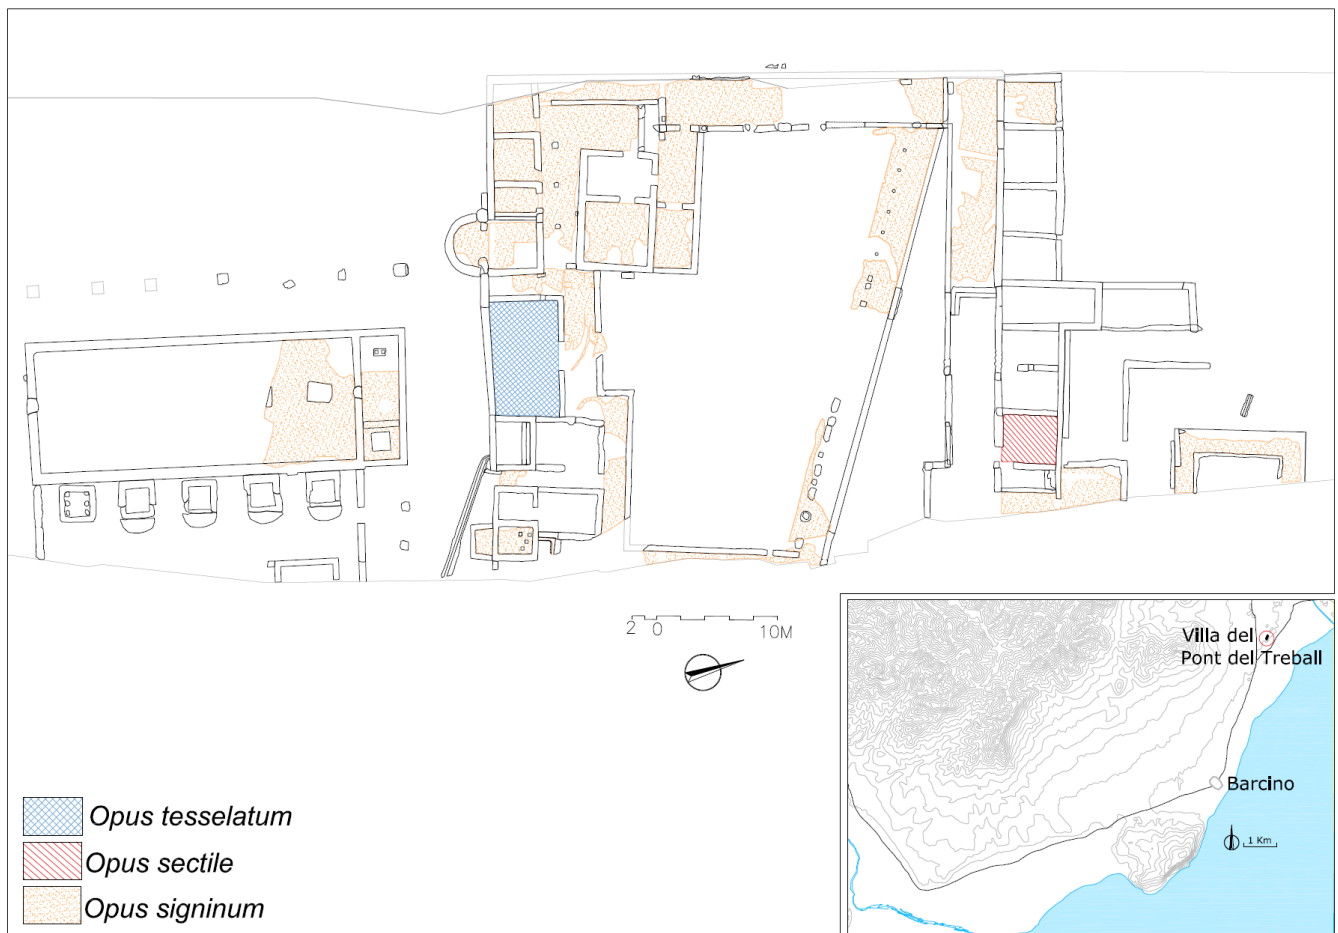 2 0 10M
Villa del
Pont del Treball
Barcino
1 Km
Opus tesselatum
Opus sectile
Opus signinum